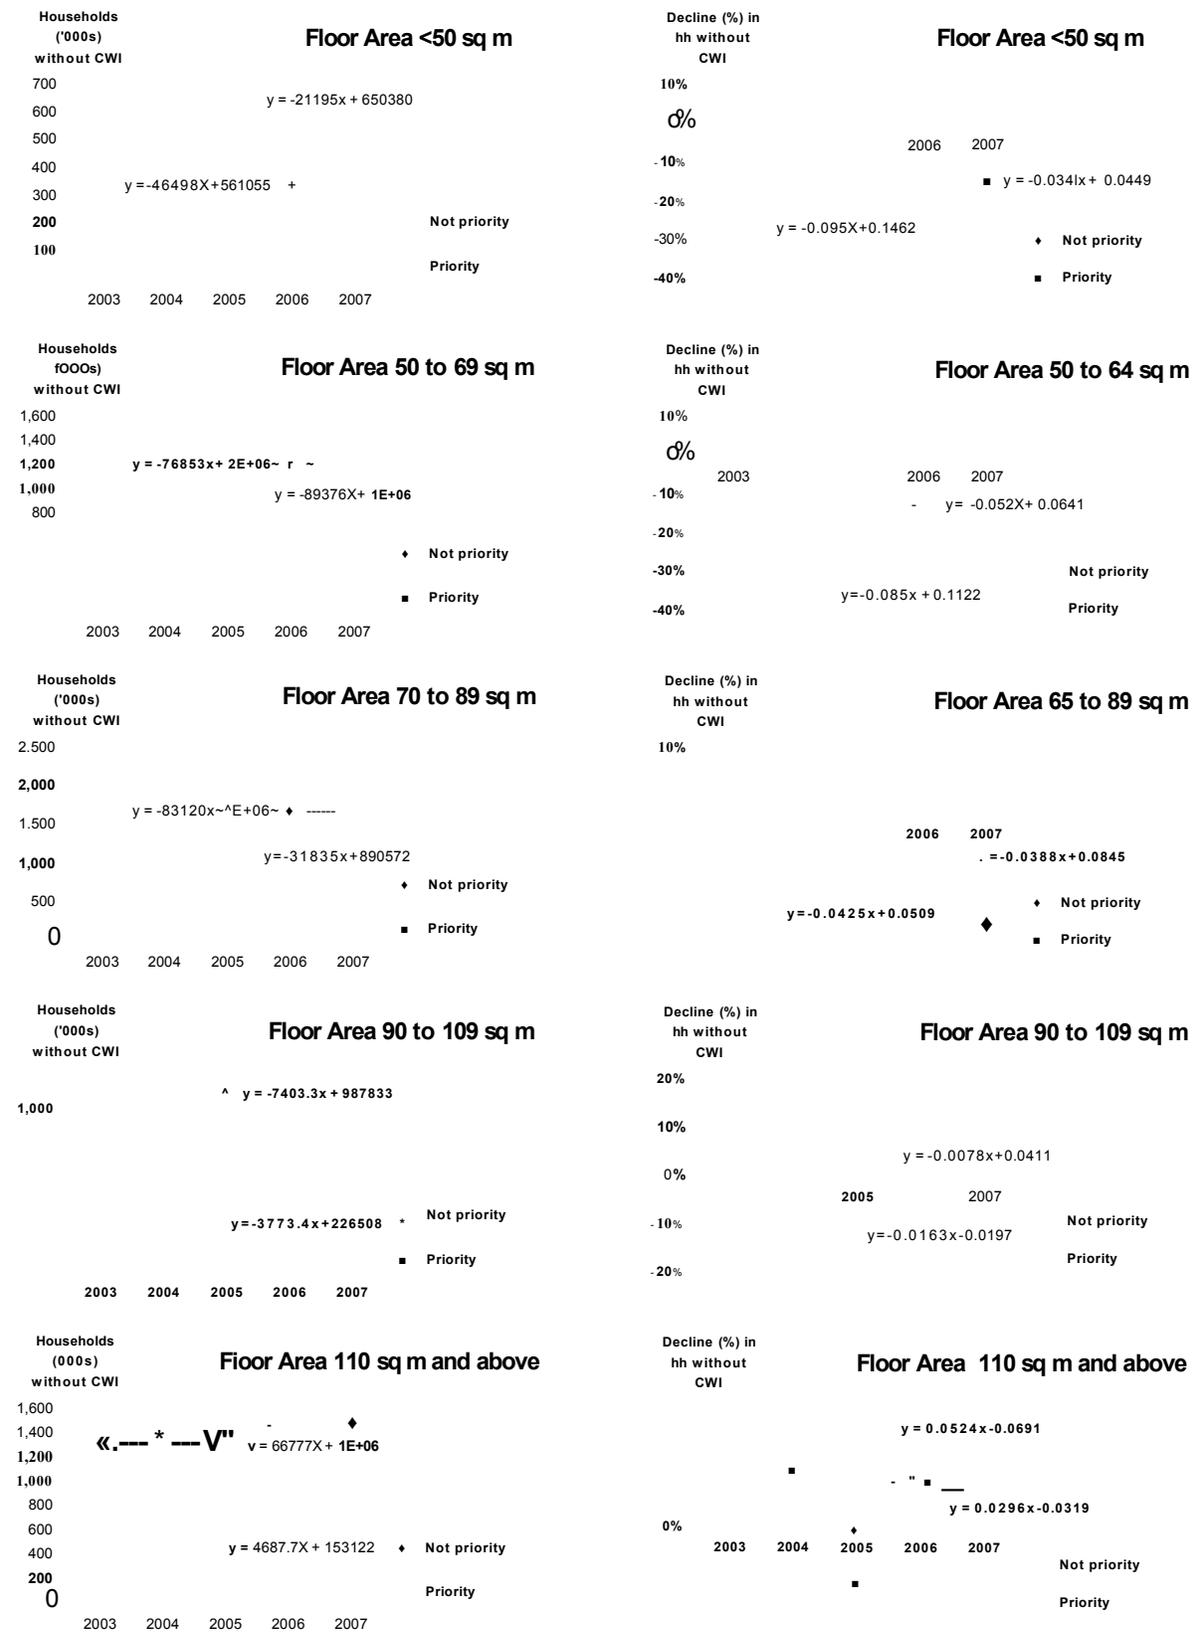 Households
('000s)
without CWI
Floor Area <50 sq m
700
y = -21195x + 650380
600
500
400
y =-46498X+561055 +
300
200
Not priority
100
Priority
2003 2004 2005 2006 2007
Decline (%) in
hh without
CWI
Floor Area <50 sq m
10%
0%
2006 2007
-10%
■ y = -0.034lx+ 0.0449
-20%
y = -0.095X+0.1462
-30%
♦ Not priority
-40%
■ Priority
Households
fOOOs)
without CWI
Floor Area 50 to 69 sq m
1,600
1,400
1,200
y = -76853x+ 2E+06~ r ~
1,000
y = -89376X+ 1E+06
800
♦ Not priority
■ Priority
2003 2004 2005 2006 2007
Decline (%) in
hh without
CWI
Floor Area 50 to 64 sq m
10%
0%
2003 2006 2007
-10%
- y= -0.052X+ 0.0641
-20%
-30%
Not priority
y=-0.085x +0.1122
-40%
Priority
Households
('000s)
without CWI
Floor Area 70 to 89 sq m
2.500
2,000
y = -83120x~^E+06~ ♦ ------
1.500
y=-31835x+890572
1,000
♦ Not priority
500
■ Priority
0
2003 2004 2005 2006 2007
Decline (%) in
hh without
CWI
Floor Area 65 to 89 sq m
10%
2006 2007
. =-0.0388x+0.0845
♦ Not priority
y=-0.0425x+0.0509 ♦
■ Priority
Households
('000s)
without CWI
Floor Area 90 to 109 sq m
^ y = -7403.3x + 987833
1,000
y=-3773.4x+226508 * Not priority
■ Priority
2003 2004 2005 2006 2007
Decline (%) in
hh without
CWI
Floor Area 90 to 109 sq m
20%
10%
y =-0.0078x+0.0411
0%
2005 2007
-10%
Not priority
y=-0.0163x-0.0197
Priority
-20%
Households
(000s)
without CWI
Fioor Area 110 sq m and above
1,600
- ♦
1,400
«.--- * ---V"
v = 66777X + 1E+06
1,200
1,000
800
600
y = 4687.7X + 153122 ♦ Not priority
400
200
Priority
0
2003 2004 2005 2006 2007
Decline (%) in
hh without
CWI
Floor Area 110 sq m and above
y = 0.0524x-0.0691
■
- " ■ __
y = 0.0296x-0.0319
0%
♦
2003 2004 2005 2006 2007
Not priority
■
Priority